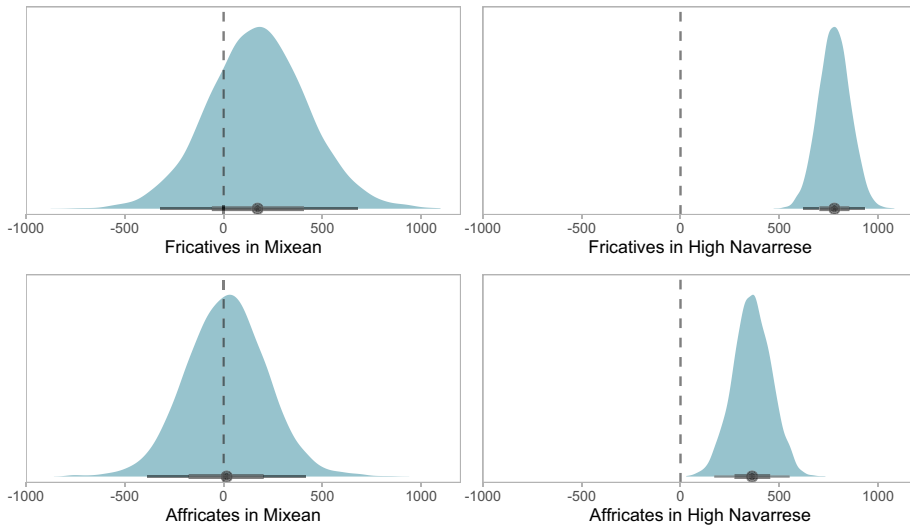 -1000 -500 0 500 1000
Fricatives in Mixean
-1000 -500 0 500 1000
Fricatives in High Navarrese
-1000 -500 0 500 1000
Affricates in Mixean
-1000 -500 0 500 1000
Affricates in High Navarrese